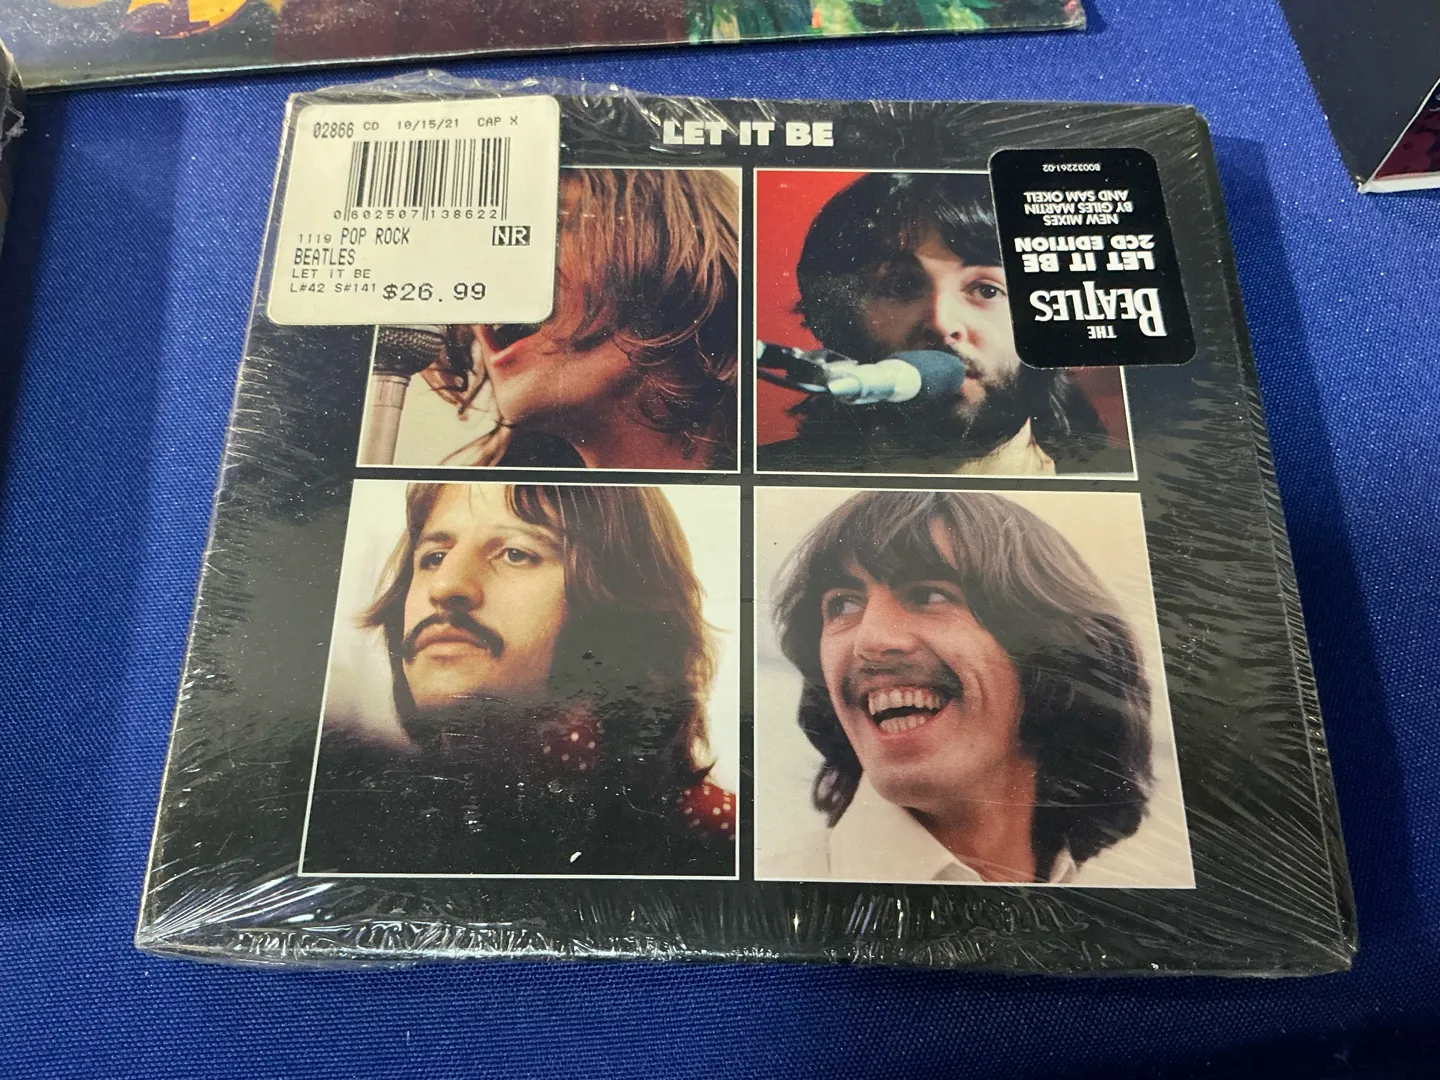 LET IT BE
02866 CD 10/15/21 CAP X
0 602507 138622
1119 POP ROCK NR
BEATLES
LET IT BE
L#42 S#141 $26.99
THE
BEATLES
LET IT BE
2CD EDITION
NEW MIXES
BY GILES MARTIN
AND SAM OKELL
B0032261-02